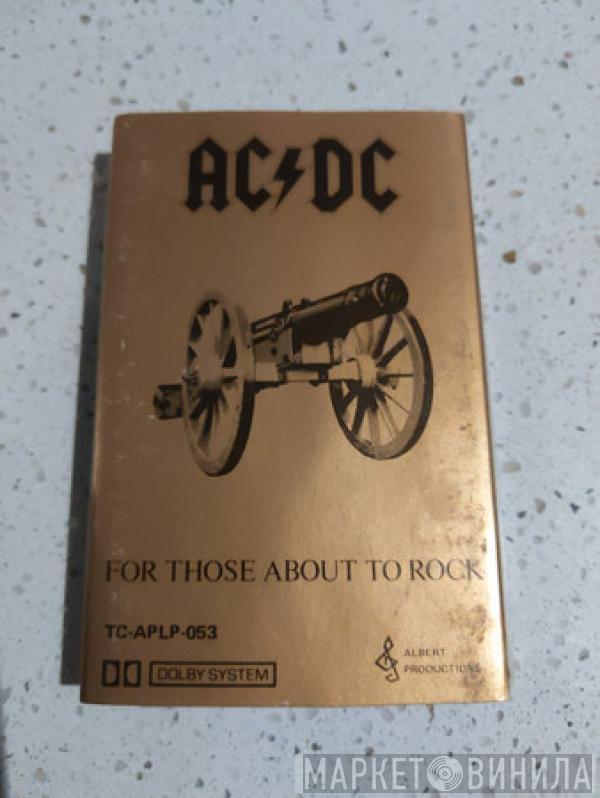 AC⚡DC
FOR THOSE ABOUT TO ROCK
TC-APLP-053
DOLBY SYSTEM
ALBERT
PRODUCTIONS
МАРКЕТ ВИНИЛА